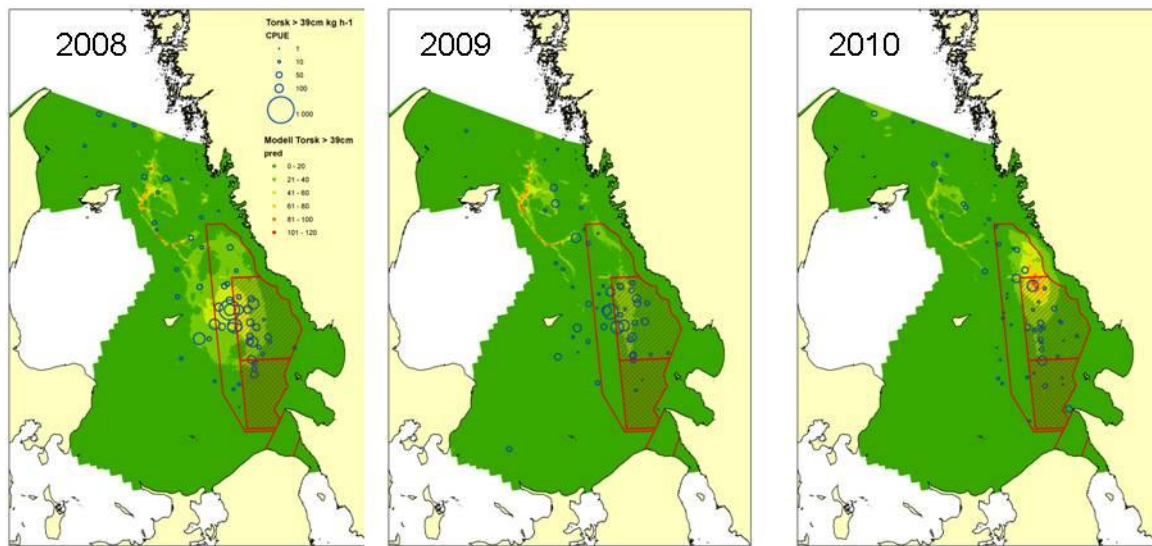 2008
Torsk > 39cm kg h-1
CPUE
1
10
50
100
1 000
Modell Torsk > 39cm
pred
0 - 20
21 - 40
41 - 60
61 - 80
81 - 100
101 - 120
2009
2010